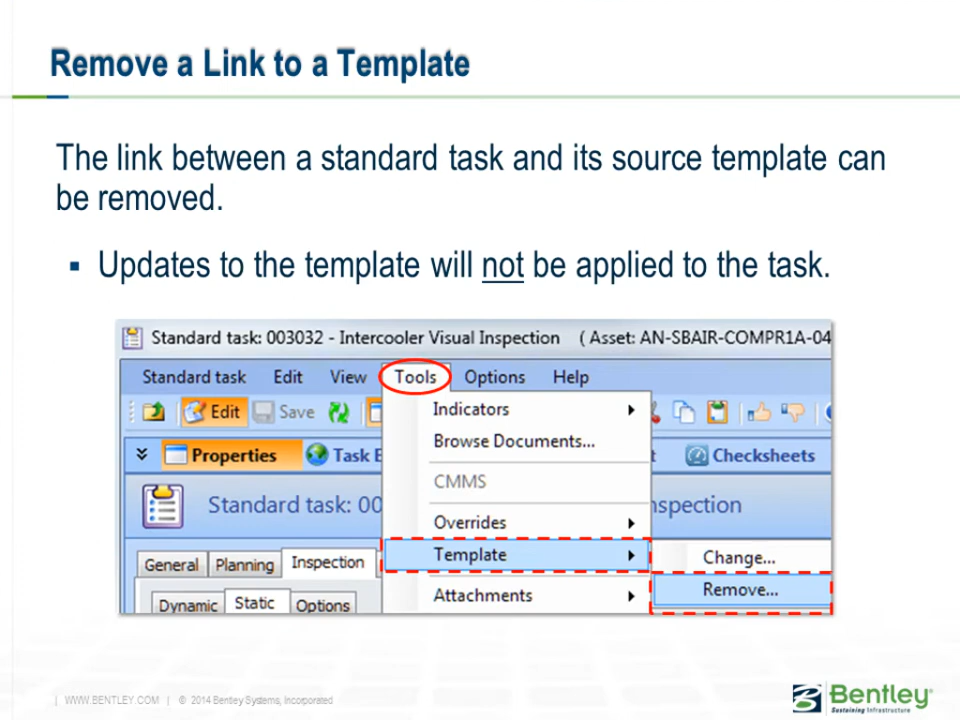 Remove a Link to a Template
The link between a standard task and its source template can
be removed.
▪ Updates to the template will not be applied to the task.
Standard task: 003032 - Intercooler Visual Inspection ( Asset: AN-SBAIR-COMPR1A-04
Standard task Edit View Tools Options Help
Edit Save
Indicators
Browse Documents...
Properties Task E
Checksheets
CMMS
Standard task: 00
nspection
Overrides
Template
Change...
General Planning Inspection
Remove...
Attachments
Dynamic Static Options
| WWW.BENTLEY.COM | © 2014 Bentley Systems, Incorporated
Bentley®
Sustaining Infrastructure